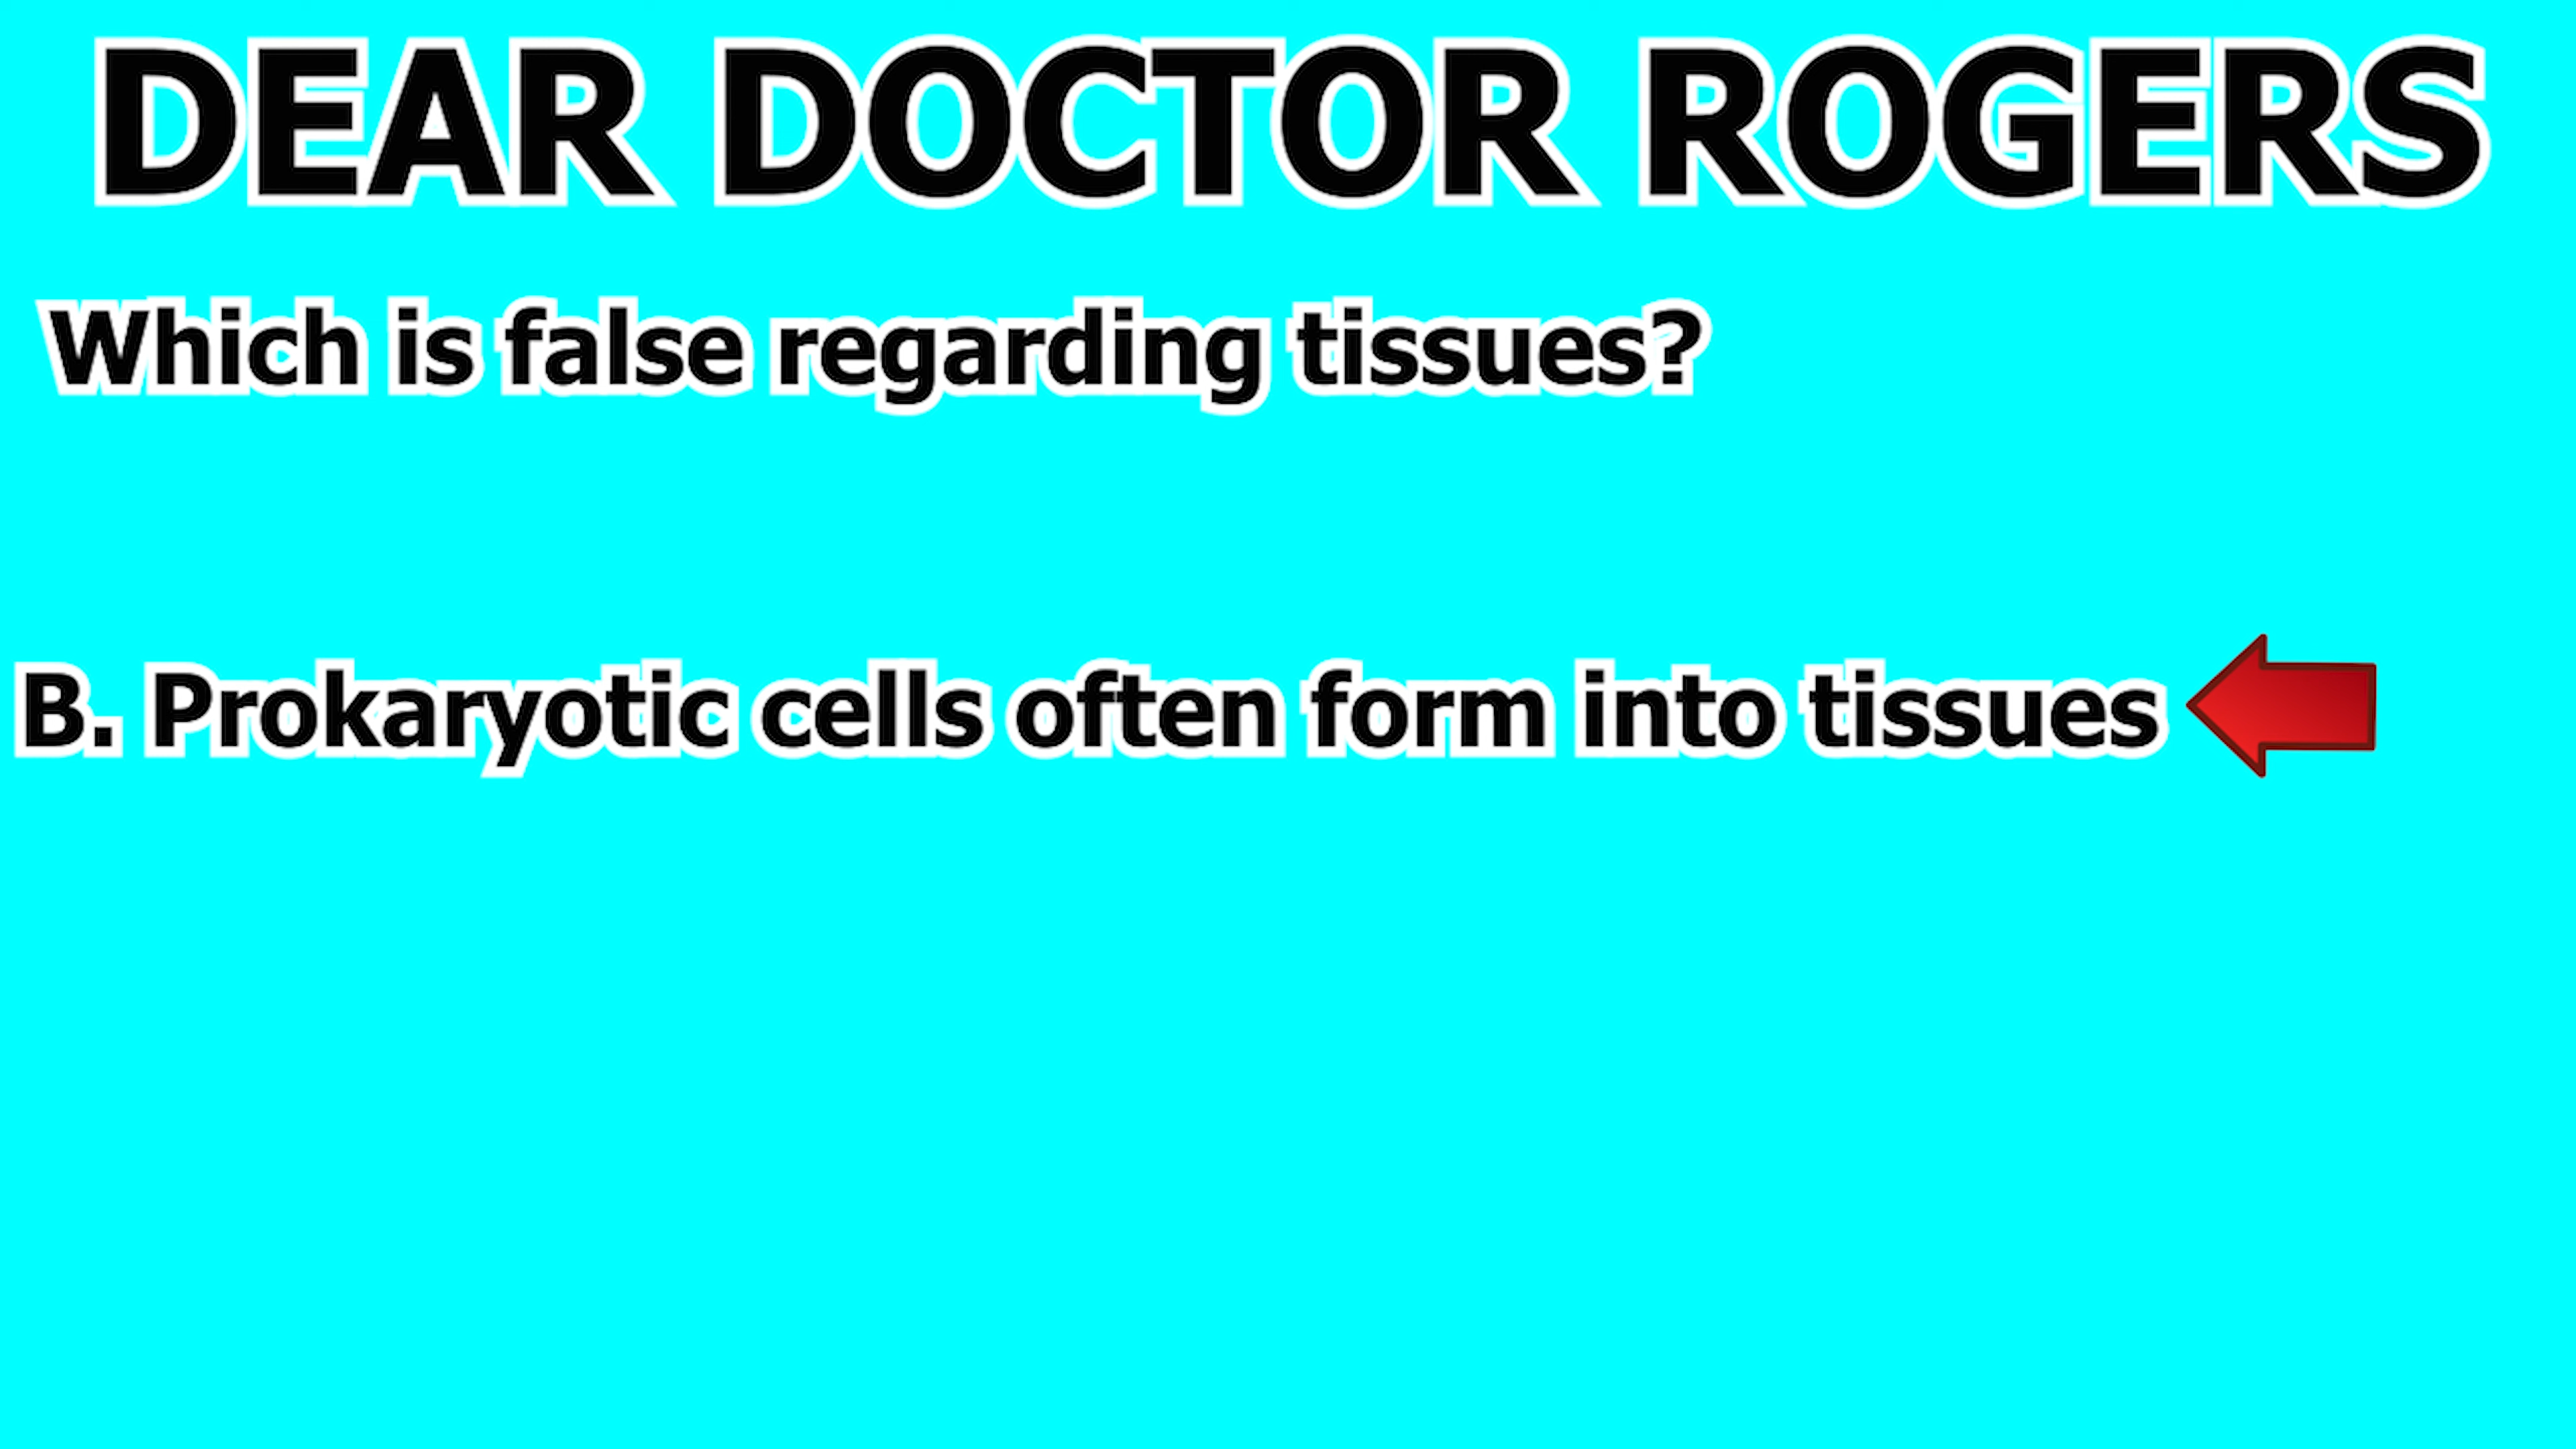 DEAR DOCTOR ROGERS
Which is false regarding tissues?
B. Prokaryotic cells often form into tissues